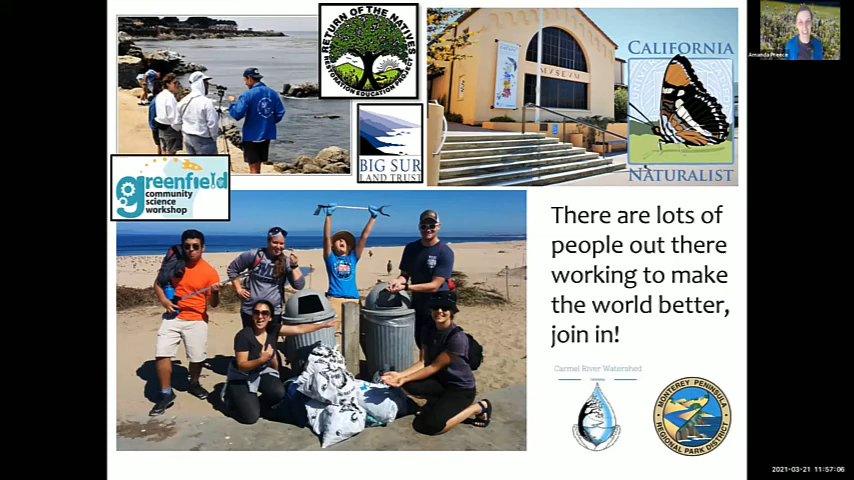 RETURN OF THE NATIVES
RESTORATION EDUCATION PROJECT
BIG SUR
LAND TRUST
MUSEUM
CALIFORNIA
NATURALIST
Amanda Preece
greenfield
community
science
workshop
There are lots of
people out there
working to make
the world better,
join in!
Carmel River Watershed
MONTEREY PENINSULA
REGIONAL PARK DISTRICT
2021-03-21 11:57:06